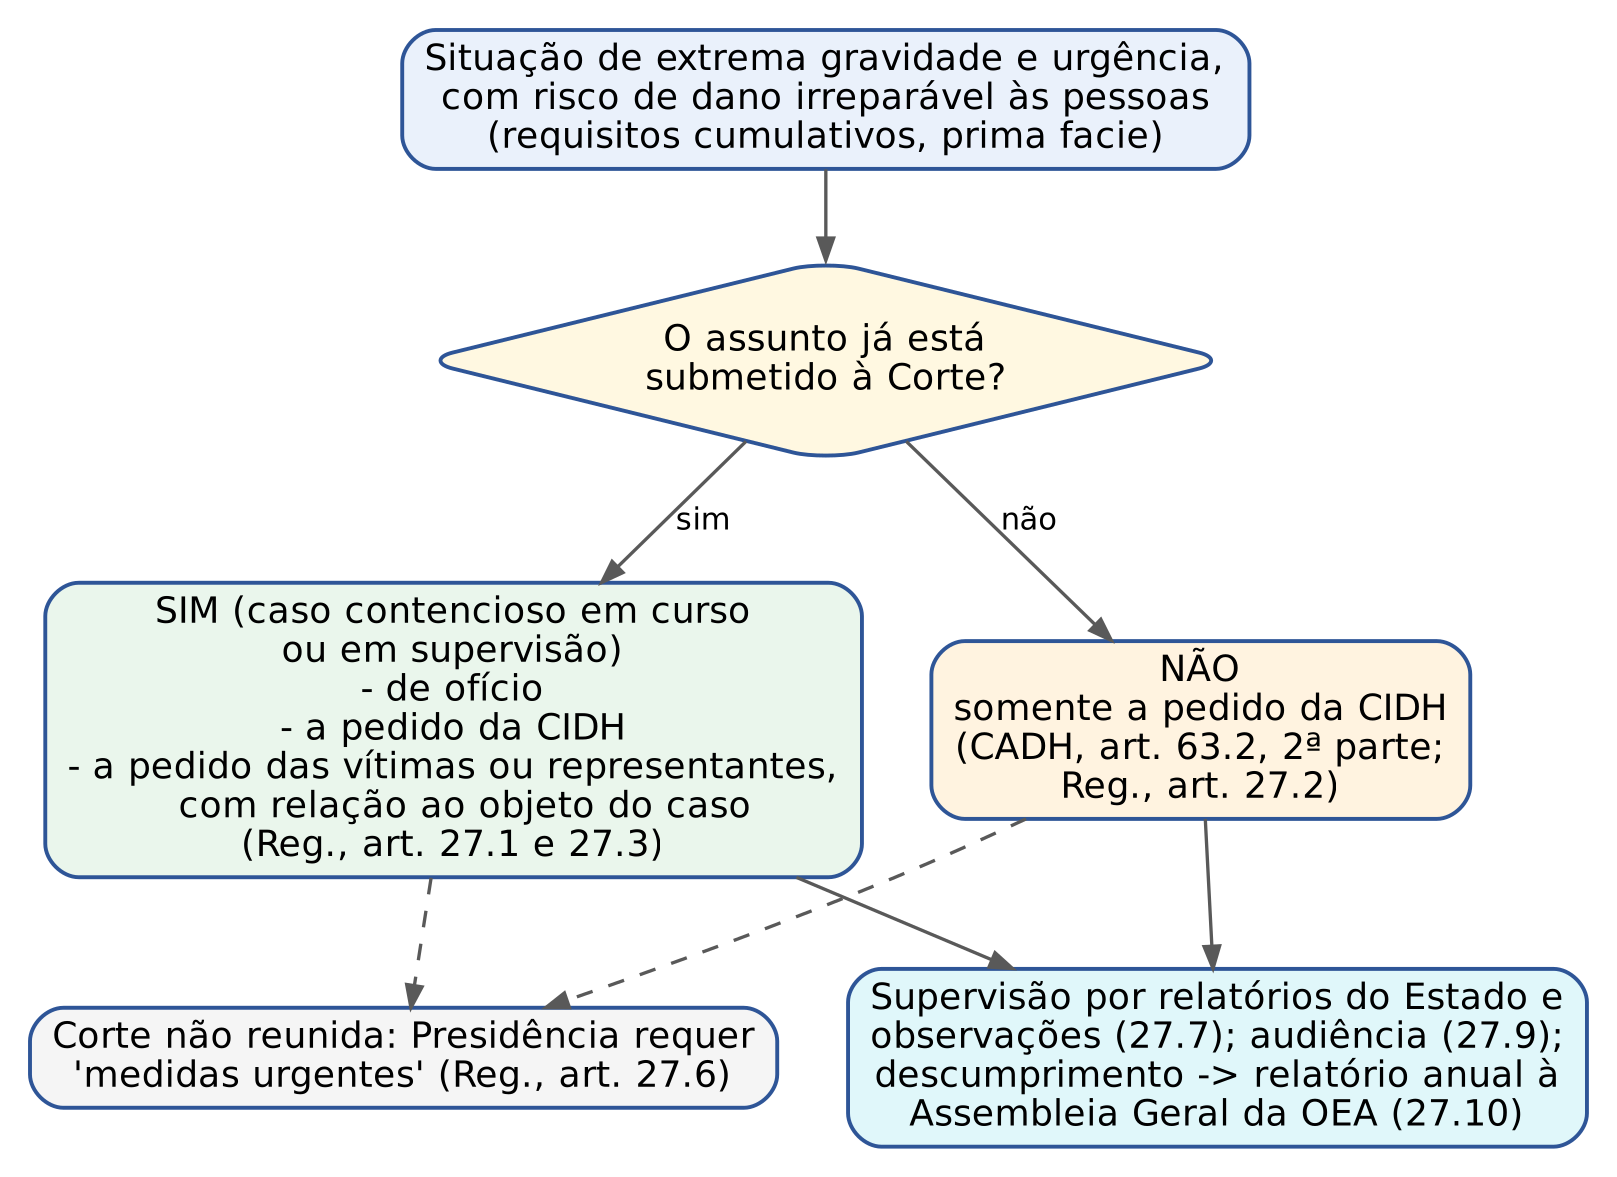 Situação de extrema gravidade e urgência,
com risco de dano irreparável às pessoas
(requisitos cumulativos, prima facie)
O assunto já está
submetido à Corte?
sim
não
SIM (caso contencioso em curso
ou em supervisão)
- de ofício
- a pedido da CIDH
- a pedido das vítimas ou representantes,
com relação ao objeto do caso
(Reg., art. 27.1 e 27.3)
NÃO
somente a pedido da CIDH
(CADH, art. 63.2, 2ª parte;
Reg., art. 27.2)
Corte não reunida: Presidência requer
'medidas urgentes' (Reg., art. 27.6)
Supervisão por relatórios do Estado e
observações (27.7); audiência (27.9);
descumprimento -> relatório anual à
Assembleia Geral da OEA (27.10)